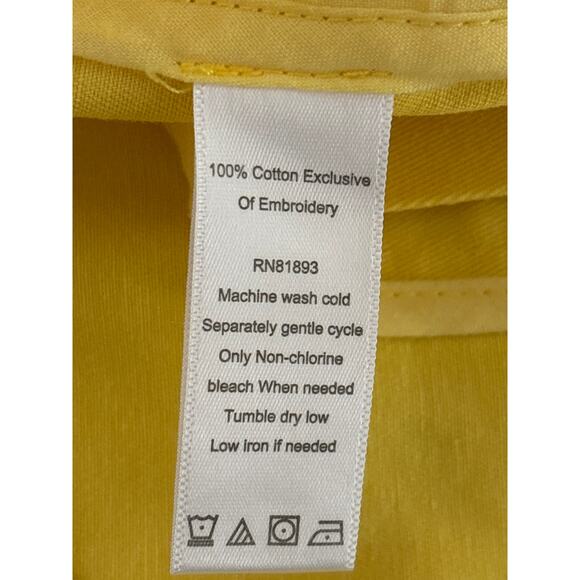 100% Cotton Exclusive
Of Embroidery
RN81893
Machine wash cold
Separately gentle cycle
Only Non-chlorine
bleach When needed
Tumble dry low
Low iron if needed